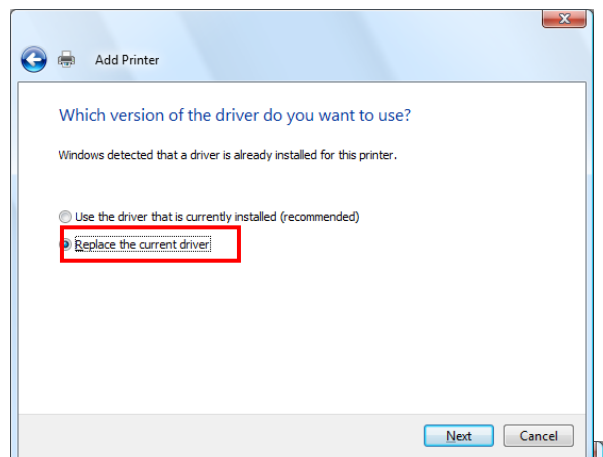 Add Printer
Which version of the driver do you want to use?
Windows detected that a driver is already installed for this printer.
Use the driver that is currently installed (recommended)
Replace the current driver
Next Cancel